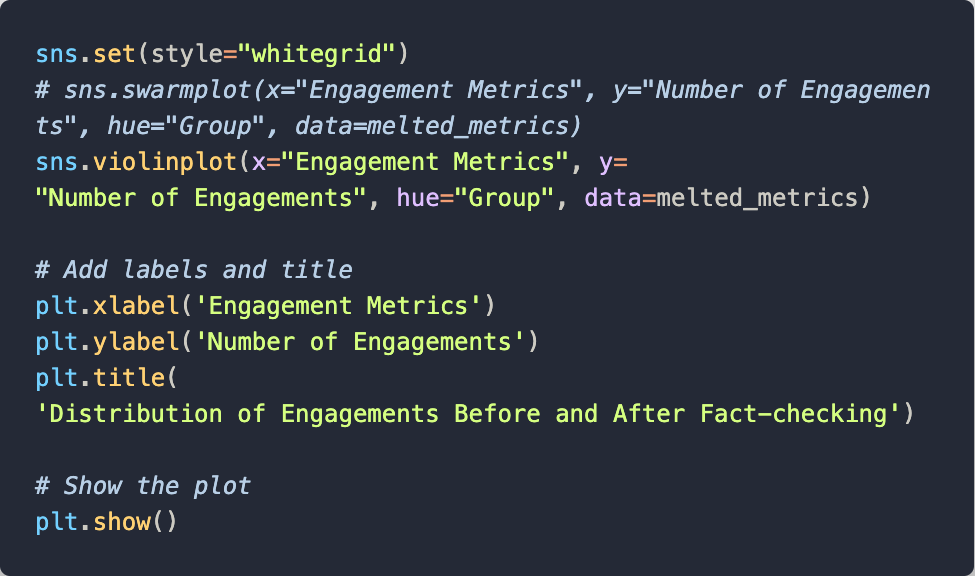 sns.set(style="whitegrid")
# sns.swarmplot(x="Engagement Metrics", y="Number of Engagemen
ts", hue="Group", data=melted_metrics)
sns.violinplot(x="Engagement Metrics", y=
"Number of Engagements", hue="Group", data=melted_metrics)
# Add labels and title
plt.xlabel('Engagement Metrics')
plt.ylabel('Number of Engagements')
plt.title(
'Distribution of Engagements Before and After Fact-checking')
# Show the plot
plt.show()